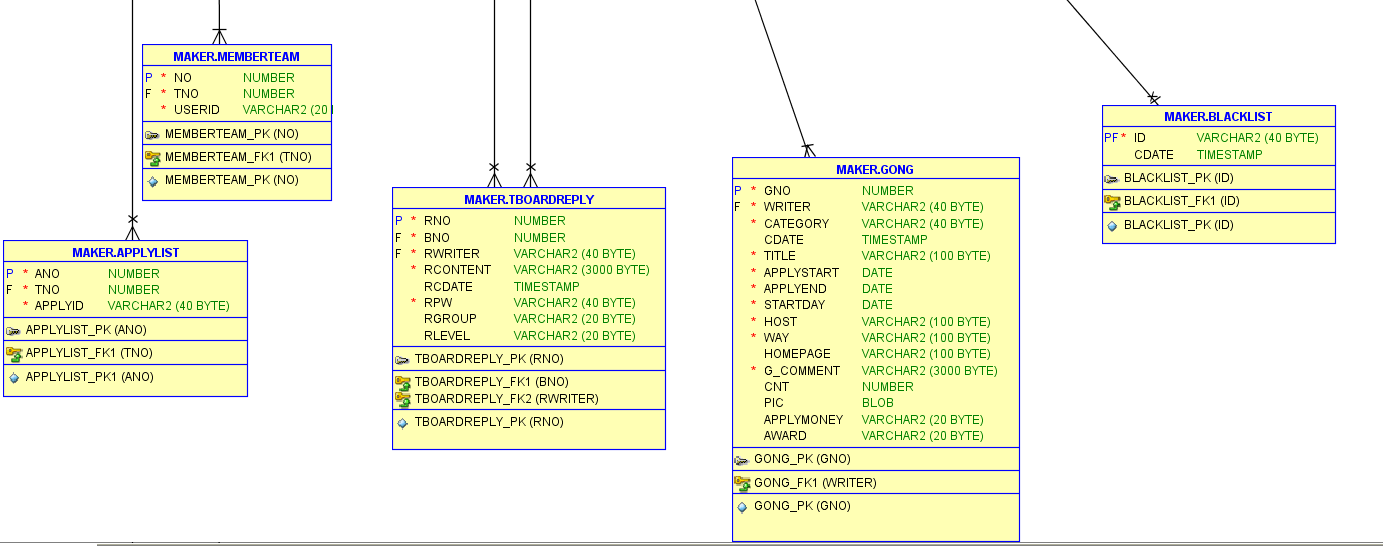 MAKER.MEMBERTEAM
P * NO NUMBER
F * TNO NUMBER
* USERID VARCHAR2 (20
MEMBERTEAM_PK (NO)
MEMBERTEAM_FK1 (TNO)
MEMBERTEAM_PK (NO)
MAKER.APPLYLIST
P * ANO NUMBER
F * TNO NUMBER
* APPLYID VARCHAR2 (40 BYTE)
APPLYLIST_PK (ANO)
APPLYLIST_FK1 (TNO)
APPLYLIST_PK1 (ANO)
MAKER.TBOARDREPLY
P * RNO NUMBER
F * BNO NUMBER
F * RWRITER VARCHAR2 (40 BYTE)
* RCONTENT VARCHAR2 (3000 BYTE)
RCDATE TIMESTAMP
* RPW VARCHAR2 (40 BYTE)
RGROUP VARCHAR2 (20 BYTE)
RLEVEL VARCHAR2 (20 BYTE)
TBOARDREPLY_PK (RNO)
TBOARDREPLY_FK1 (BNO)
TBOARDREPLY_FK2 (RWRITER)
TBOARDREPLY_PK (RNO)
MAKER.GONG
P * GNO NUMBER
F * WRITER VARCHAR2 (40 BYTE)
* CATEGORY VARCHAR2 (40 BYTE)
CDATE TIMESTAMP
* TITLE VARCHAR2 (100 BYTE)
* APPLYSTART DATE
* APPLYEND DATE
* STARTDAY DATE
* HOST VARCHAR2 (100 BYTE)
* WAY VARCHAR2 (100 BYTE)
HOMEPAGE VARCHAR2 (100 BYTE)
* G_COMMENT VARCHAR2 (3000 BYTE)
CNT NUMBER
PIC BLOB
APPLYMONEY VARCHAR2 (20 BYTE)
AWARD VARCHAR2 (20 BYTE)
GONG_PK (GNO)
GONG_FK1 (WRITER)
GONG_PK (GNO)
MAKER.BLACKLIST
PF * ID VARCHAR2 (40 BYTE)
CDATE TIMESTAMP
BLACKLIST_PK (ID)
BLACKLIST_FK1 (ID)
BLACKLIST_PK (ID)